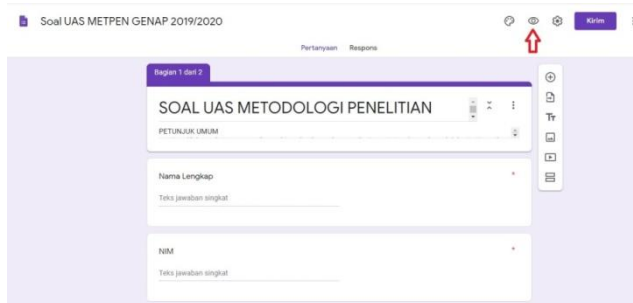 Soal UAS METPEN GENAP 2019/2020
Kirim
Pertanyaan Respons
Bagian 1 dari 2
SOAL UAS METODOLOGI PENELITIAN
PETUNJUK UMUM
Nama Lengkap *
Teks jawaban singkat
NIM *
Teks jawaban singkat
Tт